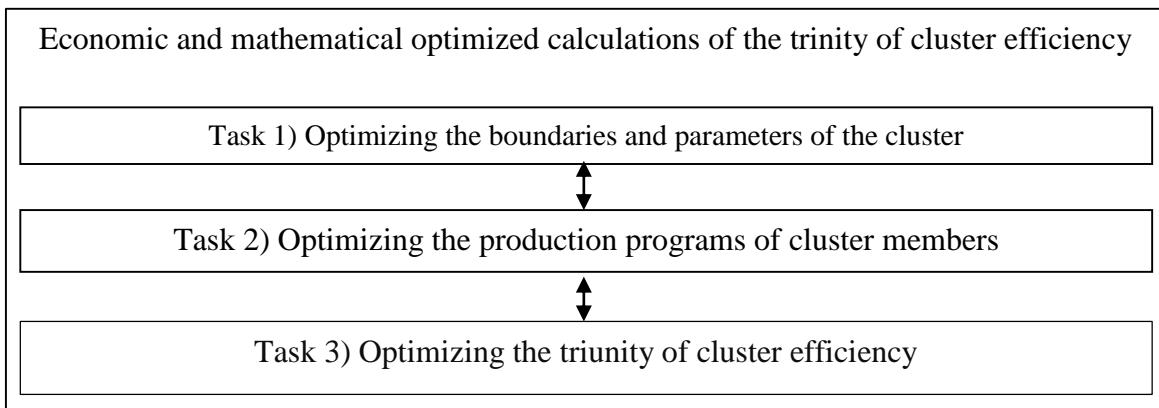 Economic and mathematical optimized calculations of the trinity of cluster efficiency
Task 1) Optimizing the boundaries and parameters of the cluster
Task 2) Optimizing the production programs of cluster members
Task 3) Optimizing the triunity of cluster efficiency